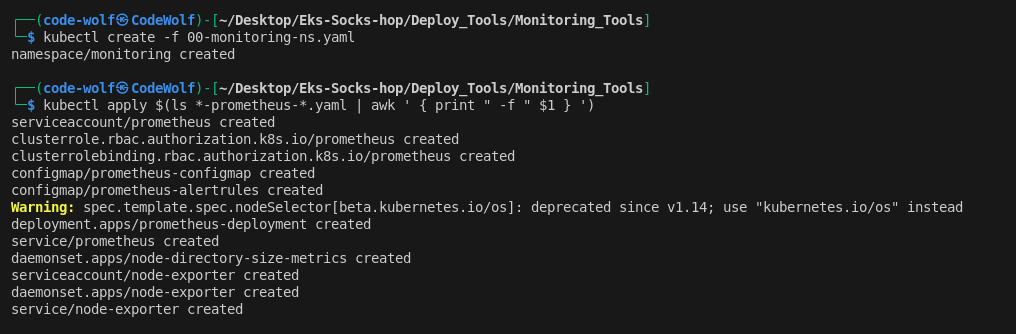 ┌──(code-wolf㉿CodeWolf)-[~/Desktop/Eks-Socks-hop/Deploy_Tools/Monitoring_Tools]
└─$ kubectl create -f 00-monitoring-ns.yaml
namespace/monitoring created
┌──(code-wolf㉿CodeWolf)-[~/Desktop/Eks-Socks-hop/Deploy_Tools/Monitoring_Tools]
└─$ kubectl apply $(ls *-prometheus-*.yaml | awk ' { print " -f " $1 } ')
serviceaccount/prometheus created
clusterrole.rbac.authorization.k8s.io/prometheus created
clusterrolebinding.rbac.authorization.k8s.io/prometheus created
configmap/prometheus-configmap created
configmap/prometheus-alertrules created
Warning: spec.template.spec.nodeSelector[beta.kubernetes.io/os]: deprecated since v1.14; use "kubernetes.io/os" instead
deployment.apps/prometheus-deployment created
service/prometheus created
daemonset.apps/node-directory-size-metrics created
serviceaccount/node-exporter created
daemonset.apps/node-exporter created
service/node-exporter created